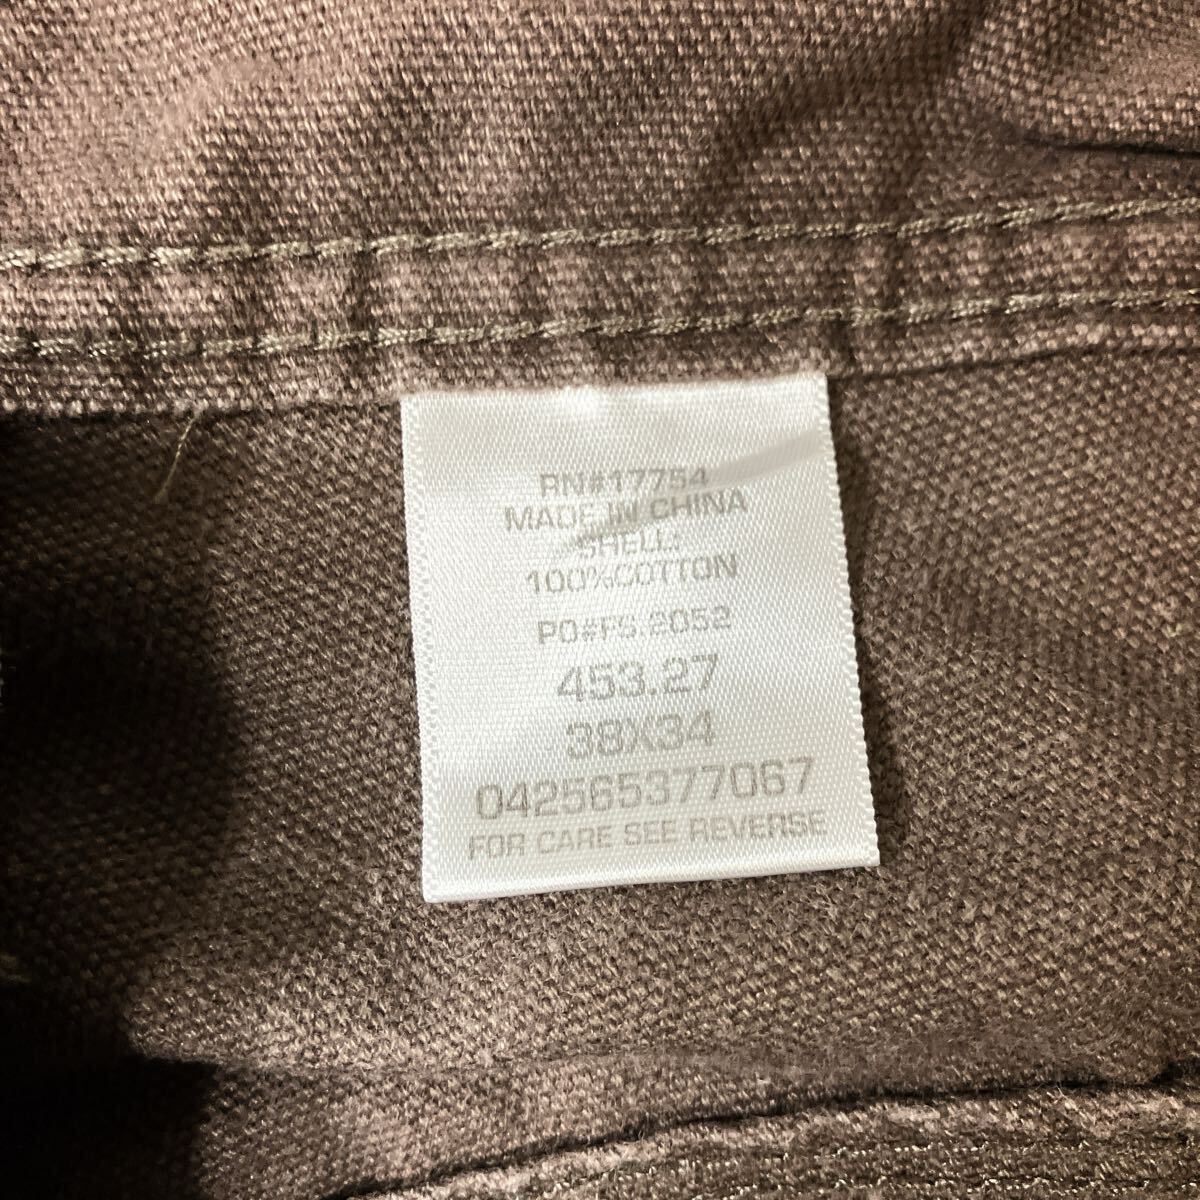 RN#17754
MADE IN CHINA
SHELL:
100%COTTON
PO#FS.2052
453.27
38X34
042565377067
FOR CARE SEE REVERSE